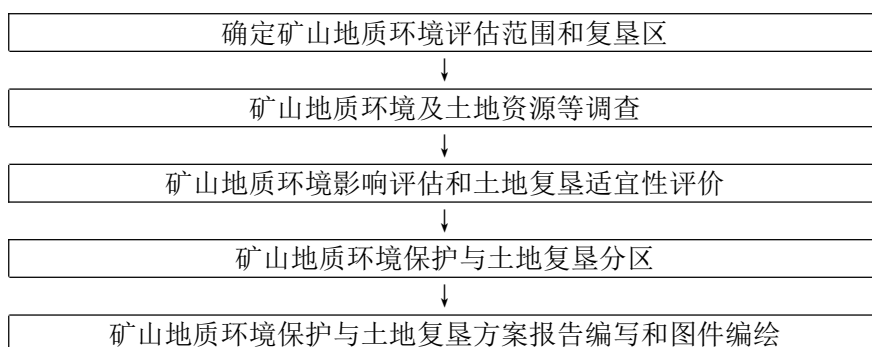 确定矿山地质环境评估范围和复垦区
矿山地质环境及土地资源等调查
矿山地质环境影响评估和土地复垦适宜性评价
矿山地质环境保护与土地复垦分区
矿山地质环境保护与土地复垦方案报告编写和图件编绘